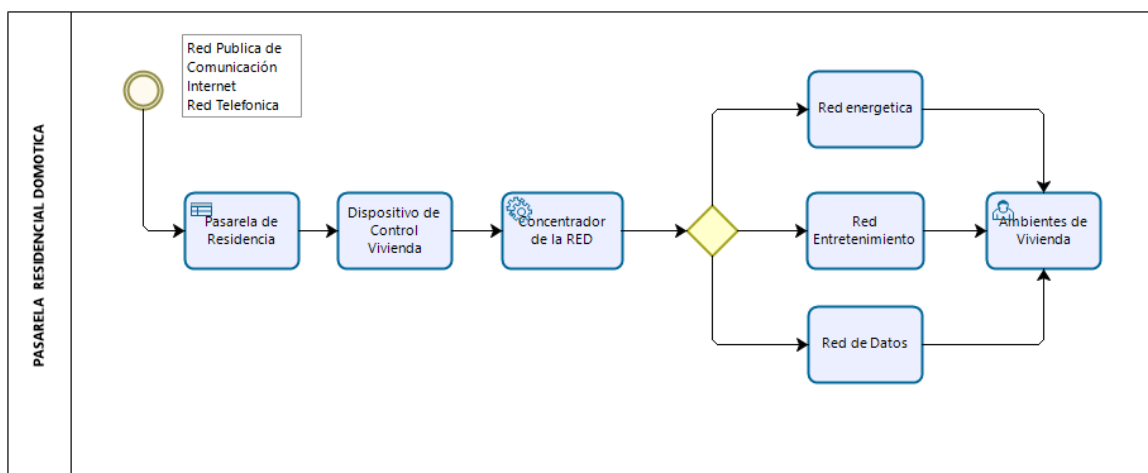 PASARELA RESIDENCIAL DOMOTICA
Red Publica de
Comunicación
Internet
Red Telefonica
Pasarela de
Residencia
Dispositivo de
Control
Vivienda
Concentrador
de la RED
Red energetica
Red
Entretenimiento
Red de Datos
Ambientes de
Vivienda